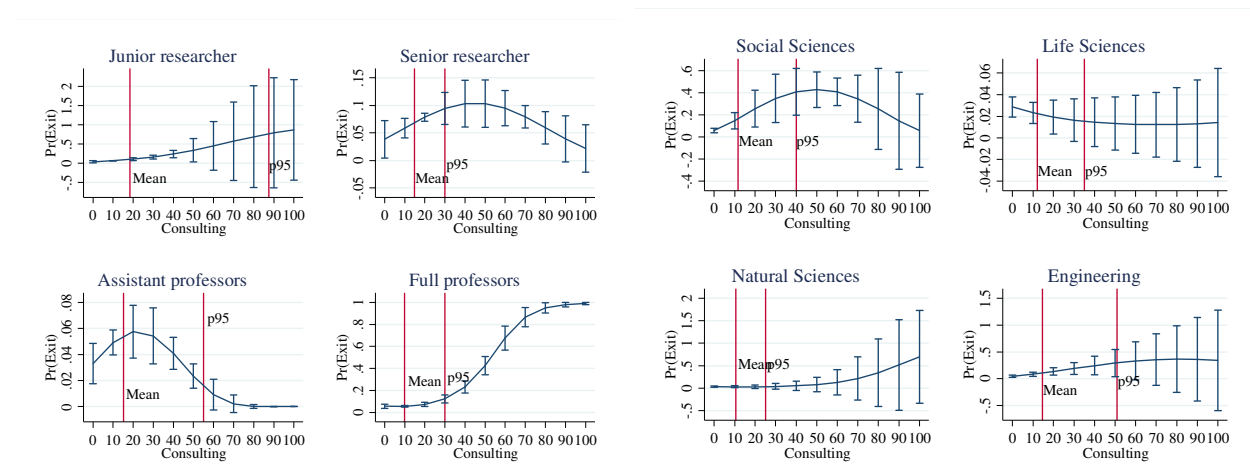 Junior researcher
Pr(Exit)
-.5 0 .5 1 1.5 2
Mean
p95
0 10 20 30 40 50 60 70 80 90 100
Consulting
Senior researcher
Pr(Exit)
-.05 0 .05 .1 .15
Mean
p95
0 10 20 30 40 50 60 70 80 90 100
Consulting
Social Sciences
Pr(Exit)
-.4 -.2 0 .2 .4 .6
Mean
p95
0 10 20 30 40 50 60 70 80 90 100
Consulting
Life Sciences
Pr(Exit)
-.04 -.02 0 .02 .04 .06
Mean
p95
0 10 20 30 40 50 60 70 80 90 100
Consulting
Assistant professors
Pr(Exit)
0 .02 .04 .06 .08
Mean
p95
0 10 20 30 40 50 60 70 80 90 100
Consulting
Full professors
Pr(Exit)
0 .2 .4 .6 .8 1
Mean
p95
0 10 20 30 40 50 60 70 80 90 100
Consulting
Natural Sciences
Pr(Exit)
-.5 0 .5 1 1.5 2
Mean
p95
0 10 20 30 40 50 60 70 80 90 100
Consulting
Engineering
Pr(Exit)
-.5 0 .5 1 1.5
Mean
p95
0 10 20 30 40 50 60 70 80 90 100
Consulting